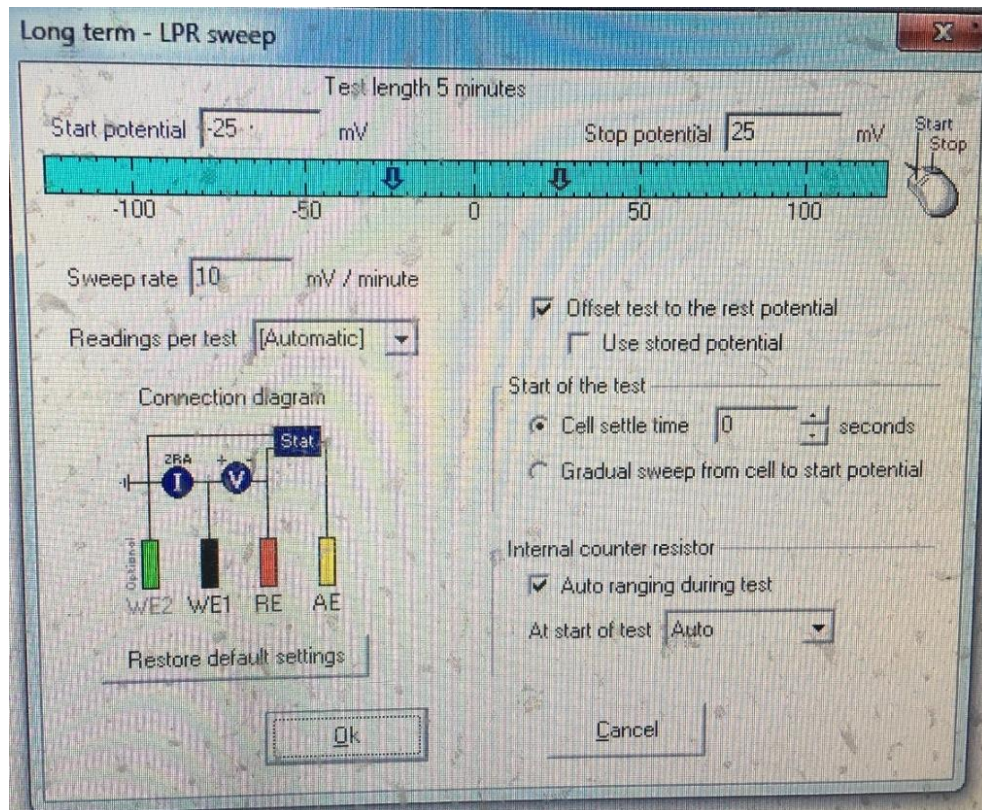 Long term - LPR sweep
Test length 5 minutes
Start potential -25 mV
Stop potential 25 mV
Start
Stop
-100 -50 0 50 100
Sweep rate 10 mV / minute
Offset test to the rest potential
Readings per test [Automatic]
Use stored potential
Connection diagram
Start of the test
Cell settle time 0 seconds
Gradual sweep from cell to start potential
Stat
ZRA
I
+ -
V
Optional
WE2 WE1 RE AE
Internal counter resistor
Auto ranging during test
At start of test Auto
Restore default settings
Ok
Cancel